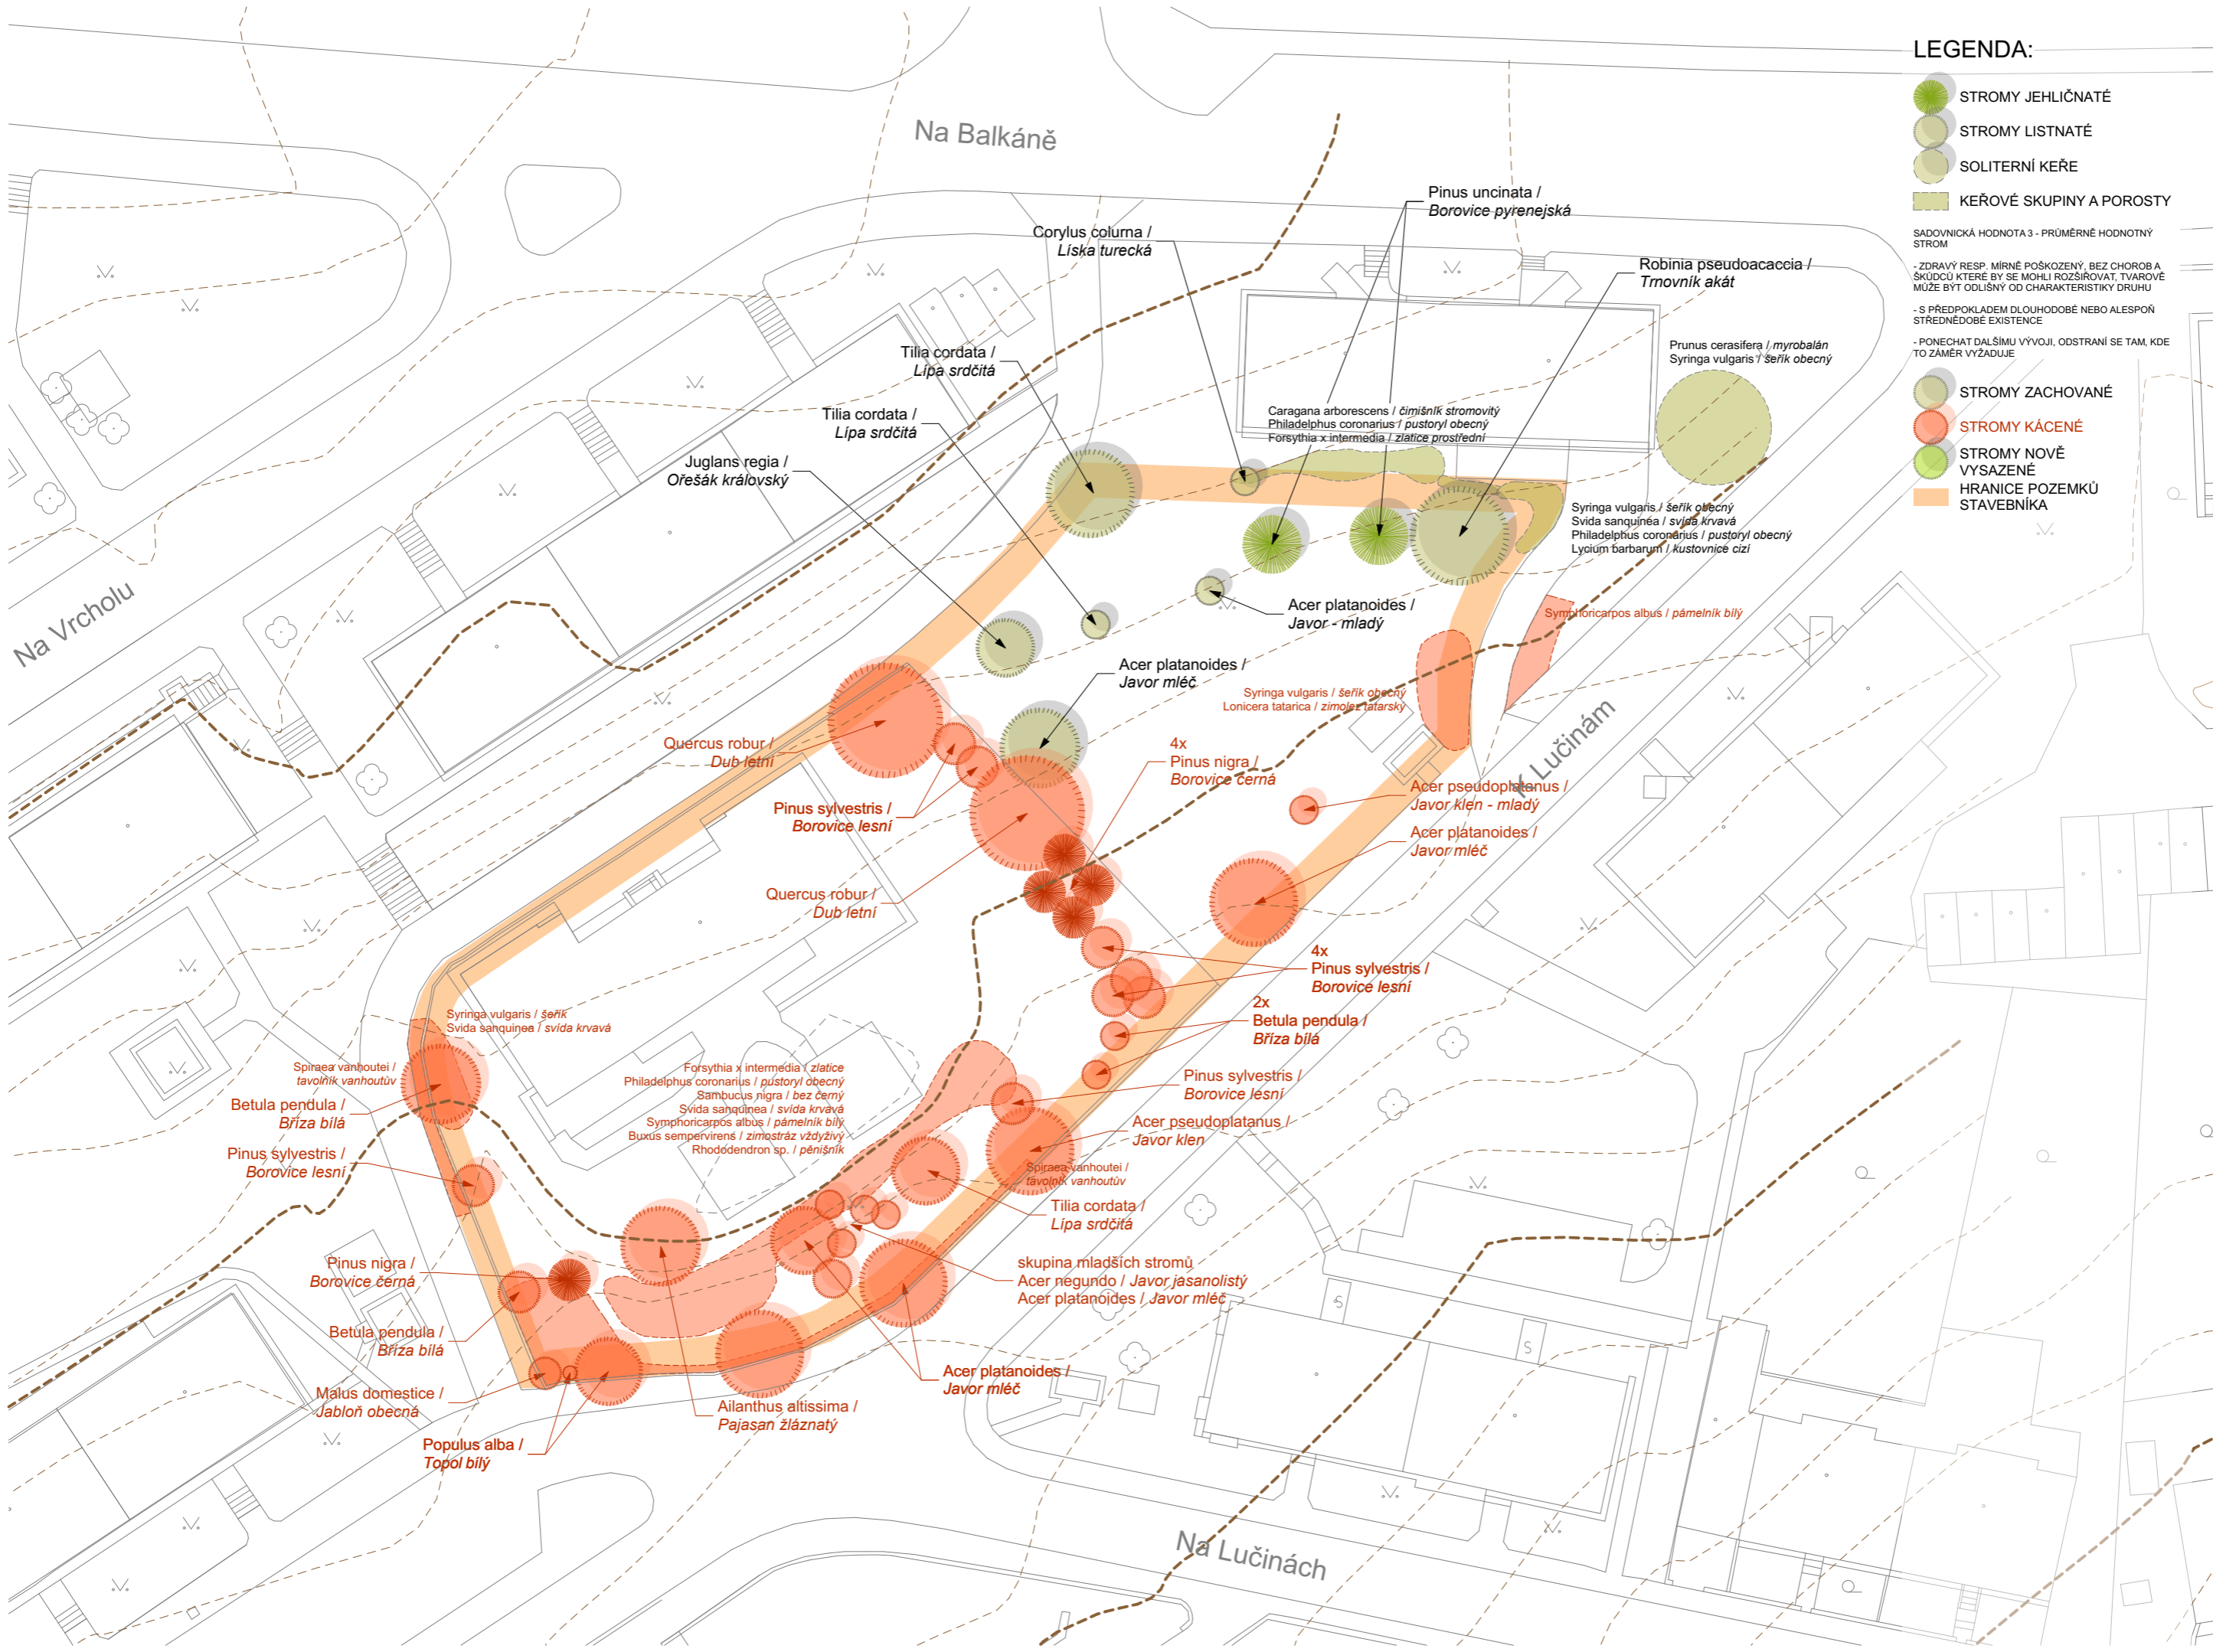 Na Balkáně
Na Vrcholu
K Lučinám
Na Lučinách
Pinus uncinata /
Borovice pyrenejská
Corylus colurna /
Líska turecká
Robinia pseudoacaccia /
Trnovník akát
Prunus cerasifera / myrobalán
Syringa vulgaris / šeřík obecný
Tilia cordata /
Lípa srdčitá
Tilia cordata /
Lípa srdčitá
Caragana arborescens / čimišník stromovitý
Philadelphus coronarius / pustoryl obecný
Forsythia x intermedia / zlatice prostřední
Juglans regia /
Ořešák královský
Syringa vulgaris / šeřík obecný
Svida sanquinea / svída krvavá
Philadelphus coronarius / pustoryl obecný
Lycium barbarum / kustovnice cizí
Acer platanoides /
Javor - mladý
Symphoricarpos albus / pámelník bílý
Acer platanoides /
Javor mléč
Syringa vulgaris / šeřík obecný
Lonicera tatarica / zimolez tatarský
Quercus robur /
Dub letní
4x
Pinus nigra /
Borovice černá
Pinus sylvestris /
Borovice lesní
Acer pseudoplatanus /
Javor klen - mladý
Acer platanoides /
Javor mléč
Quercus robur /
Dub letní
4x
Pinus sylvestris /
Borovice lesní
2x
Betula pendula /
Bříza bílá
Syringa vulgaris / šeřík
Svida sanquinea / svída krvavá
Spiraea vanhoutei /
tavolník vanhoutův
Betula pendula /
Bříza bílá
Forsythia x intermedia / zlatice
Philadelphus coronarius / pustoryl obecný
Sambucus nigra / bez černý
Svida sanquinea / svída krvavá
Symphoricarpos albus / pámelník bílý
Buxus sempervirens / zimostráz vždyživý
Rhododendron sp. / pěnišník
Pinus sylvestris /
Borovice lesní
Acer pseudoplatanus /
Javor klen
Pinus sylvestris /
Borovice lesní
Spiraea vanhoutei /
tavolník vanhoutův
Tilia cordata /
Lípa srdčitá
Pinus nigra /
Borovice černá
skupina mladších stromů
Acer negundo / Javor jasanolistý
Acer platanoides / Javor mléč
Betula pendula /
Bříza bílá
Acer platanoides /
Javor mléč
Malus domestice /
Jabloň obecná
Ailanthus altissima /
Pajasan žláznatý
Populus alba /
Topol bílý
S
S
LEGENDA:
STROMY JEHLIČNATÉ
STROMY LISTNATÉ
SOLITERNÍ KEŘE
KEŘOVÉ SKUPINY A POROSTY
SADOVNICKÁ HODNOTA 3 - PRŮMĚRNĚ HODNOTNÝ
STROM
- ZDRAVÝ RESP. MÍRNĚ POŠKOZENÝ, BEZ CHOROB A
ŠKŮDCŮ KTERÉ BY SE MOHLI ROZŠIŘOVAT, TVAROVĚ
MŮŽE BÝT ODLIŠNÝ OD CHARAKTERISTIKY DRUHU
- S PŘEDPOKLADEM DLOUHODOBÉ NEBO ALESPOŇ
STŘEDNĚDOBÉ EXISTENCE
- PONECHAT DALŠÍMU VÝVOJI, ODSTRANÍ SE TAM, KDE
TO ZÁMĚR VYŽADUJE
STROMY ZACHOVANÉ
STROMY KÁCENÉ
STROMY NOVĚ
VYSAZENÉ
HRANICE POZEMKŮ
STAVEBNÍKA